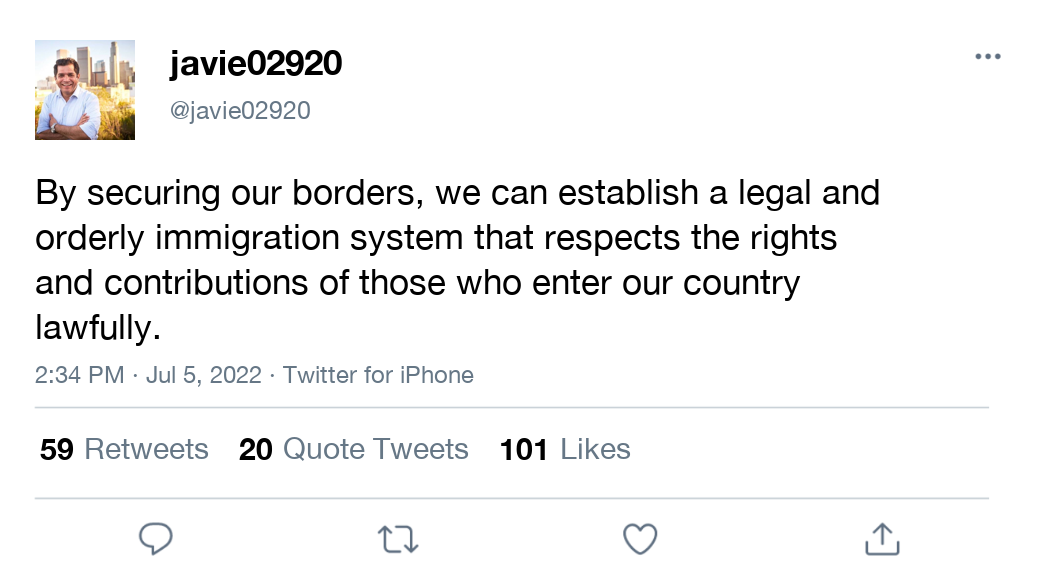 javie02920
@javie02920
By securing our borders, we can establish a legal and
orderly immigration system that respects the rights
and contributions of those who enter our country
lawfully.
2:34 PM · Jul 5, 2022 · Twitter for iPhone
59 Retweets 20 Quote Tweets 101 Likes